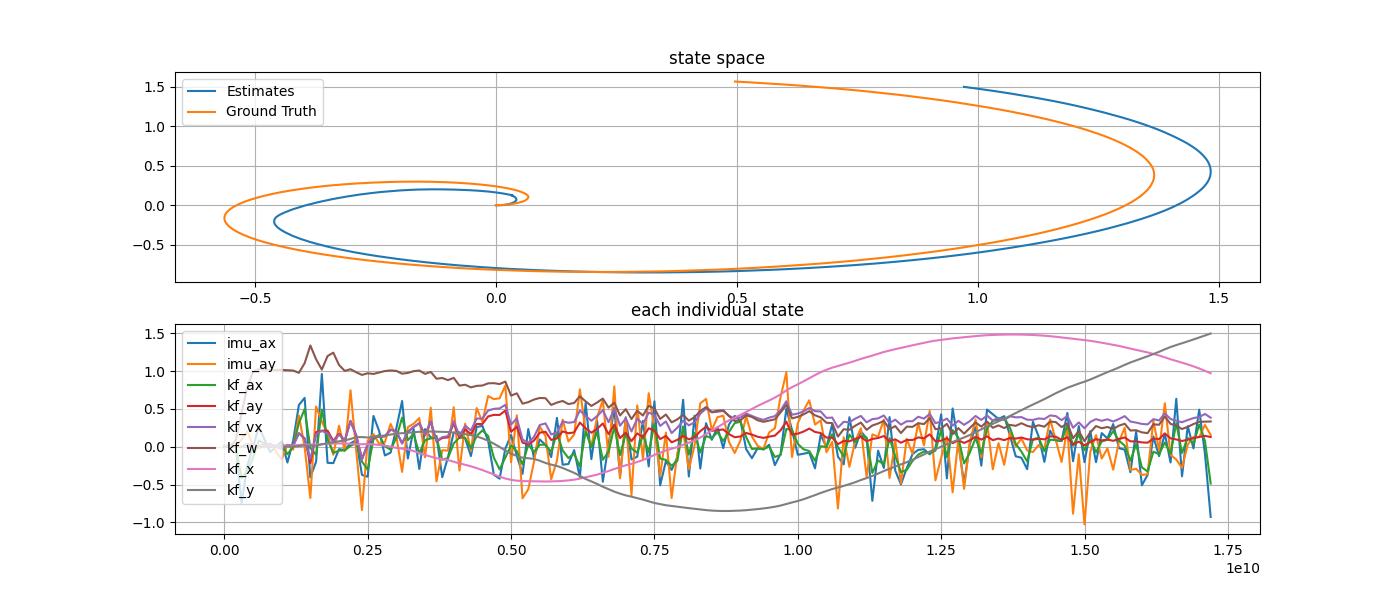 state space
1.5
1.0
0.5
0.0
−0.5
Estimates
Ground Truth
−0.5
0.0
0.5
1.0
1.5
each individual state
1.5
1.0
0.5
0.0
−0.5
−1.0
imu_ax
imu_ay
kf_ax
kf_ay
kf_vx
kf_w
kf_x
kf_y
0.00
0.25
0.50
0.75
1.00
1.25
1.50
1.75
1e10